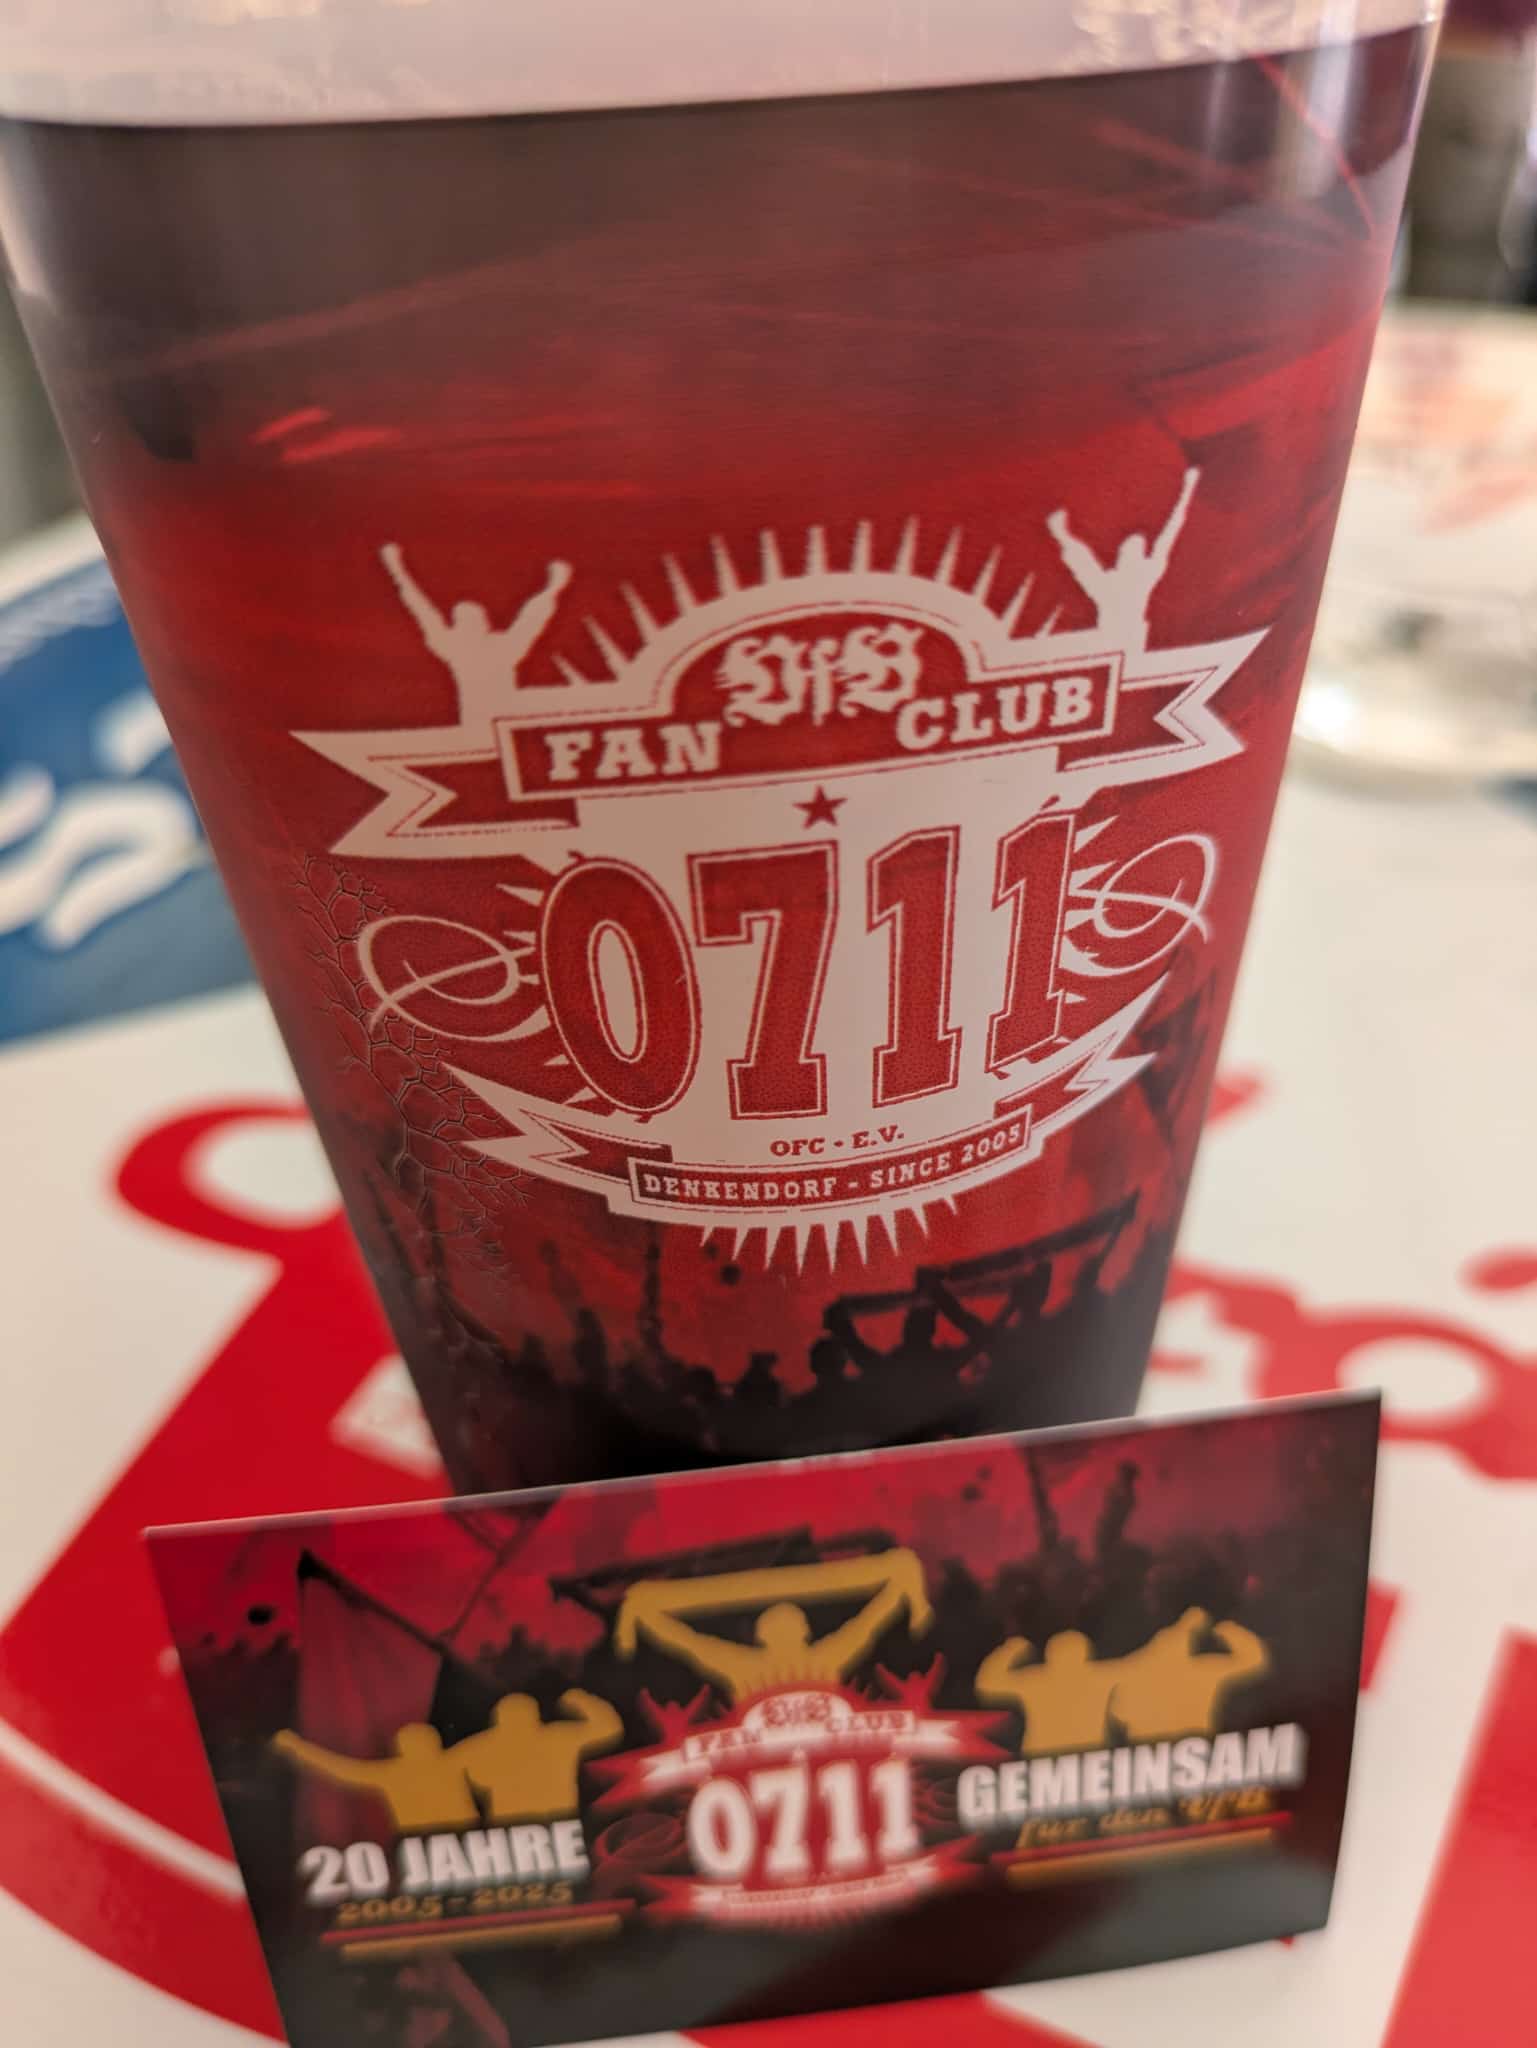 VfB
FAN CLUB
0711
OFC • E.V.
DENKENDORF - SINCE 2005
VfB
FAN CLUB
0711
20 JAHRE
2005-2025
GEMEINSAM
für den VfB